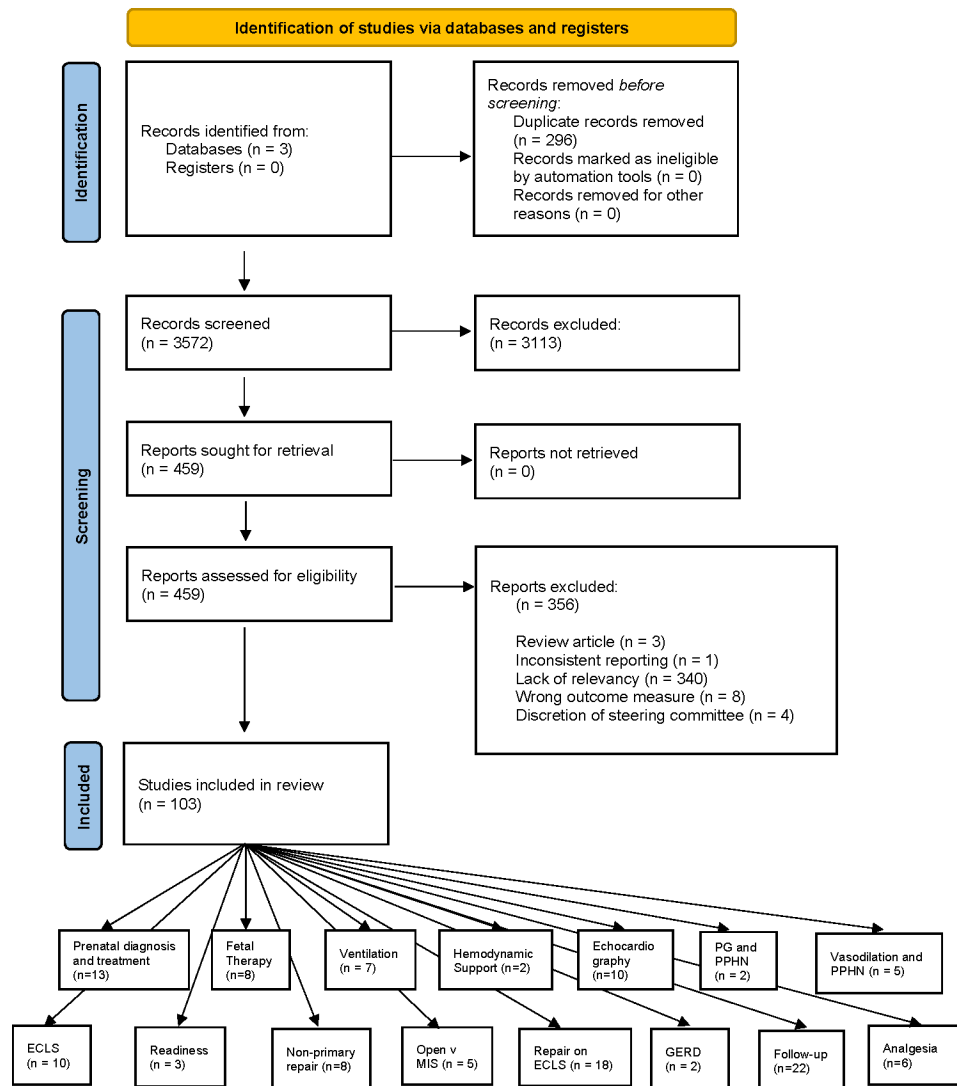 Identification of studies via databases and registers
Identification
Records identified from:
Databases (n = 3)
Registers (n = 0)
Records removed before
screening:
Duplicate records removed
(n = 296)
Records marked as ineligible
by automation tools (n = 0)
Records removed for other
reasons (n = 0)
Screening
Records screened
(n = 3572)
Records excluded:
(n = 3113)
Reports sought for retrieval
(n = 459)
Reports not retrieved
(n = 0)
Reports assessed for eligibility
(n = 459)
Reports excluded:
(n = 356)
Review article (n = 3)
Inconsistent reporting (n = 1)
Lack of relevancy (n = 340)
Wrong outcome measure (n = 8)
Discretion of steering committee (n = 4)
Included
Studies included in review
(n = 103)
Prenatal diagnosis
and treatment
(n=13)
Fetal
Therapy
(n=8)
Ventilation
(n = 7)
Hemodynamic
Support (n=2)
Echocardio
graphy
(n=10)
PG and
PPHN
(n = 2)
Vasodilation and
PPHN (n = 5)
ECLS
(n = 10)
Readiness
(n = 3)
Non-primary
repair (n=8)
Open v
MIS (n = 5)
Repair on
ECLS (n = 18)
GERD
(n = 2)
Follow-up
(n=22)
Analgesia
(n=6)